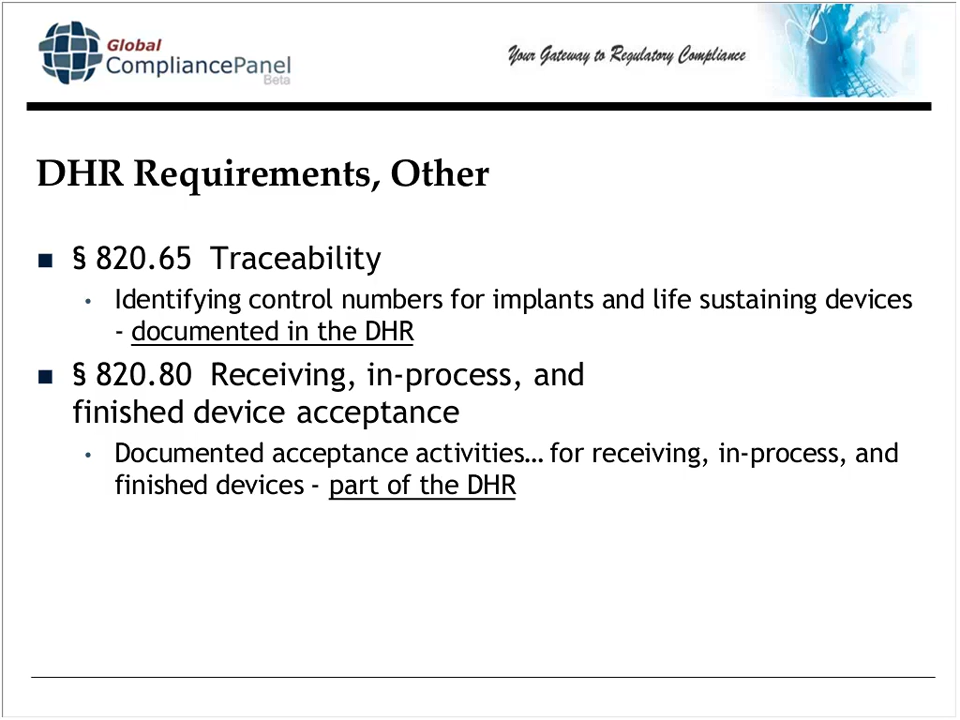 Global
CompliancePanel
Beta
Your Gateway to Regulatory Compliance
DHR Requirements, Other
§ 820.65 Traceability
Identifying control numbers for implants and life sustaining devices
- documented in the DHR
§ 820.80 Receiving, in-process, and
finished device acceptance
Documented acceptance activities… for receiving, in-process, and
finished devices - part of the DHR